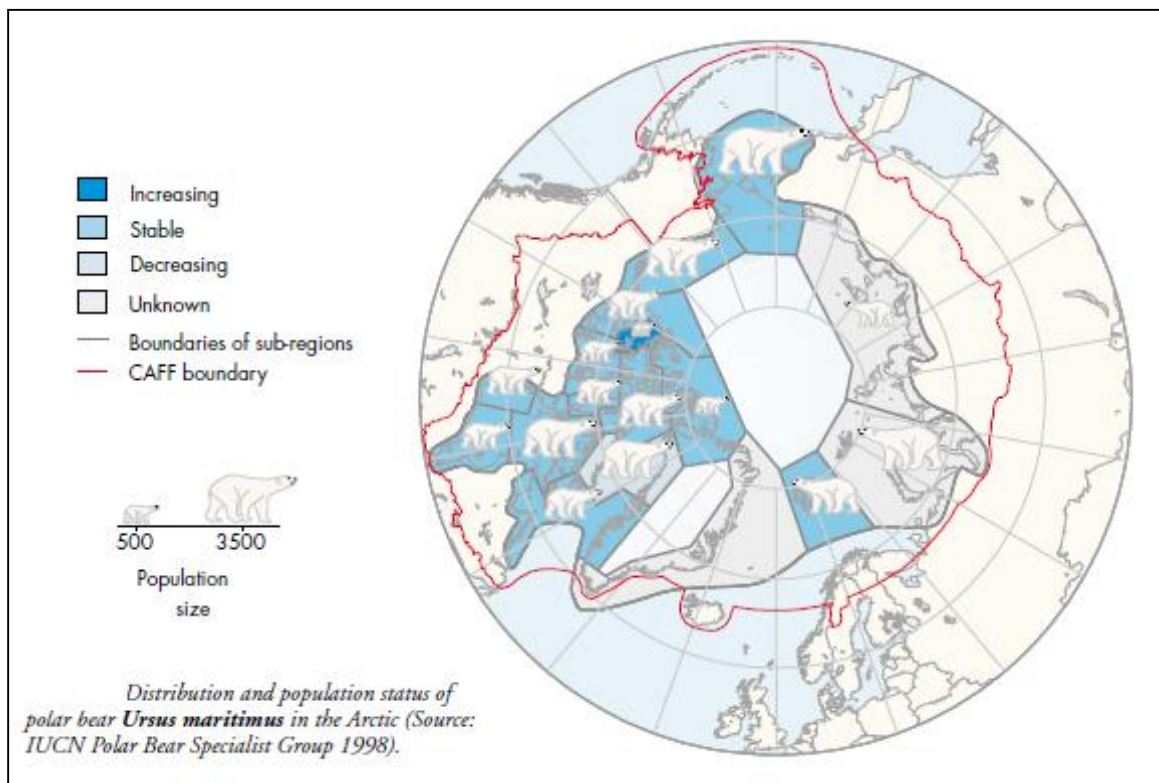 Increasing
Stable
Decreasing
Unknown
Boundaries of sub-regions
CAFF boundary
500 3500
Population
size
Distribution and population status of
polar bear Ursus maritimus in the Arctic (Source:
IUCN Polar Bear Specialist Group 1998).